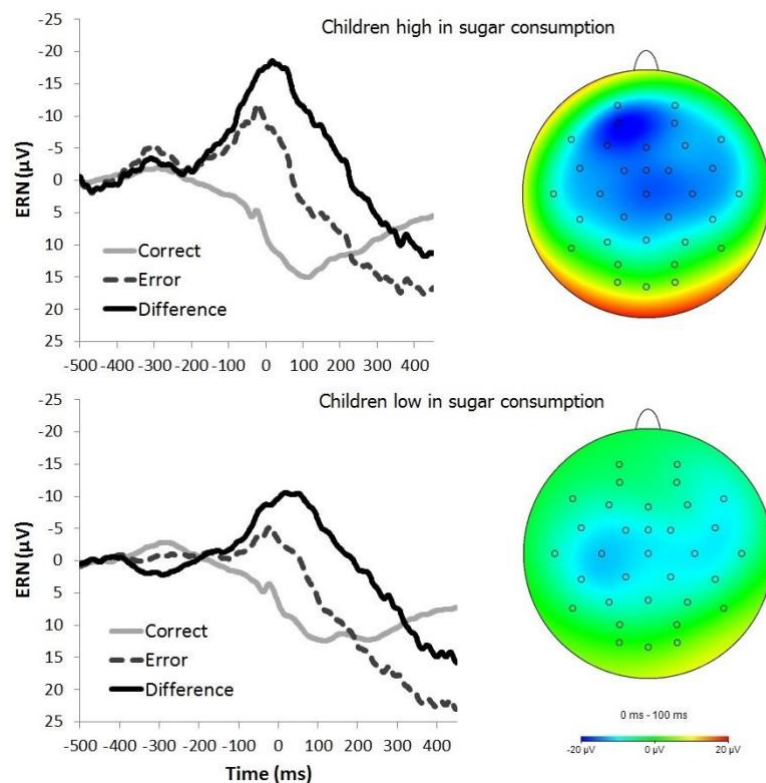 Children high in sugar consumption
ERN (µV)
-25
-20
-15
-10
-5
0
5
10
15
20
25
Correct
Error
Difference
-500 -400 -300 -200 -100 0 100 200 300 400
Children low in sugar consumption
ERN (µV)
-25
-20
-15
-10
-5
0
5
10
15
20
25
Correct
Error
Difference
-500 -400 -300 -200 -100 0 100 200 300 400
Time (ms)
0 ms - 100 ms
-20 µV 0 µV 20 µV